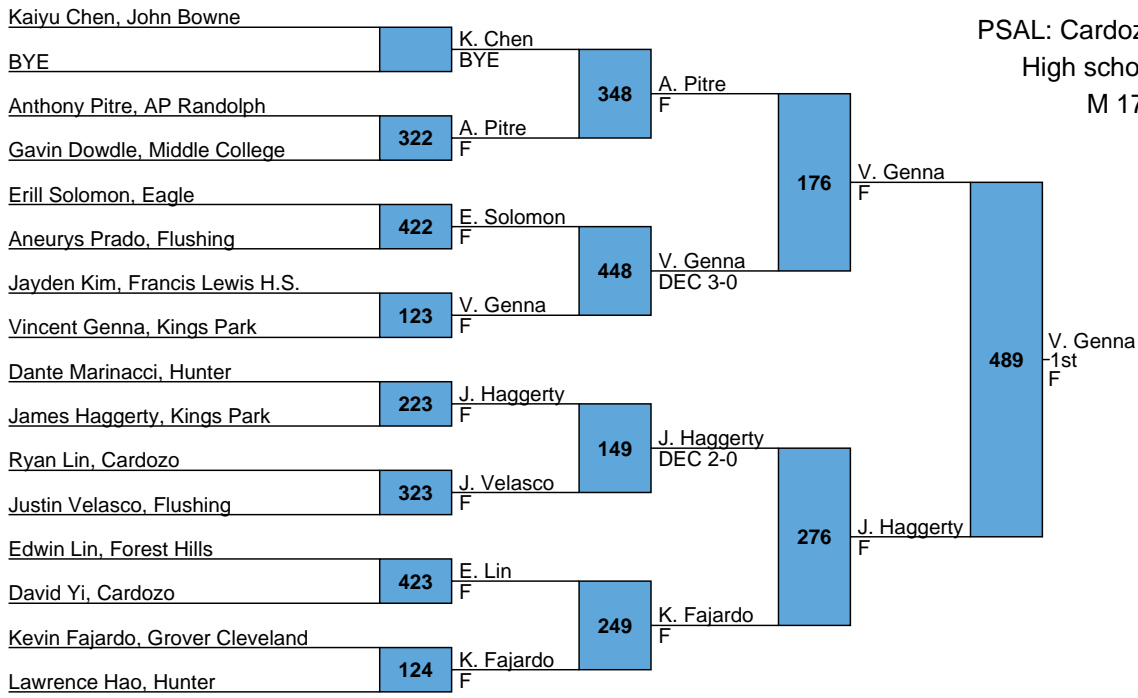 Kaiyu Chen, John Bowne
BYE
Anthony Pitre, AP Randolph
322
Gavin Dowdle, Middle College
Erill Solomon, Eagle
422
Aneurys Prado, Flushing
Jayden Kim, Francis Lewis H.S.
123
Vincent Genna, Kings Park
Dante Marinacci, Hunter
223
James Haggerty, Kings Park
Ryan Lin, Cardozo
323
Justin Velasco, Flushing
Edwin Lin, Forest Hills
423
David Yi, Cardozo
Kevin Fajardo, Grover Cleveland
124
Lawrence Hao, Hunter
K. Chen
BYE
348
A. Pitre
F
E. Solomon
F
448
V. Genna
F
J. Haggerty
F
149
J. Velasco
F
E. Lin
F
249
K. Fajardo
F
A. Pitre
F
176
V. Genna
DEC 3-0
J. Haggerty
DEC 2-0
276
K. Fajardo
F
V. Genna
F
489
J. Haggerty
F
V. Genna
1st
F
PSAL: Cardoz
High scho
M 17